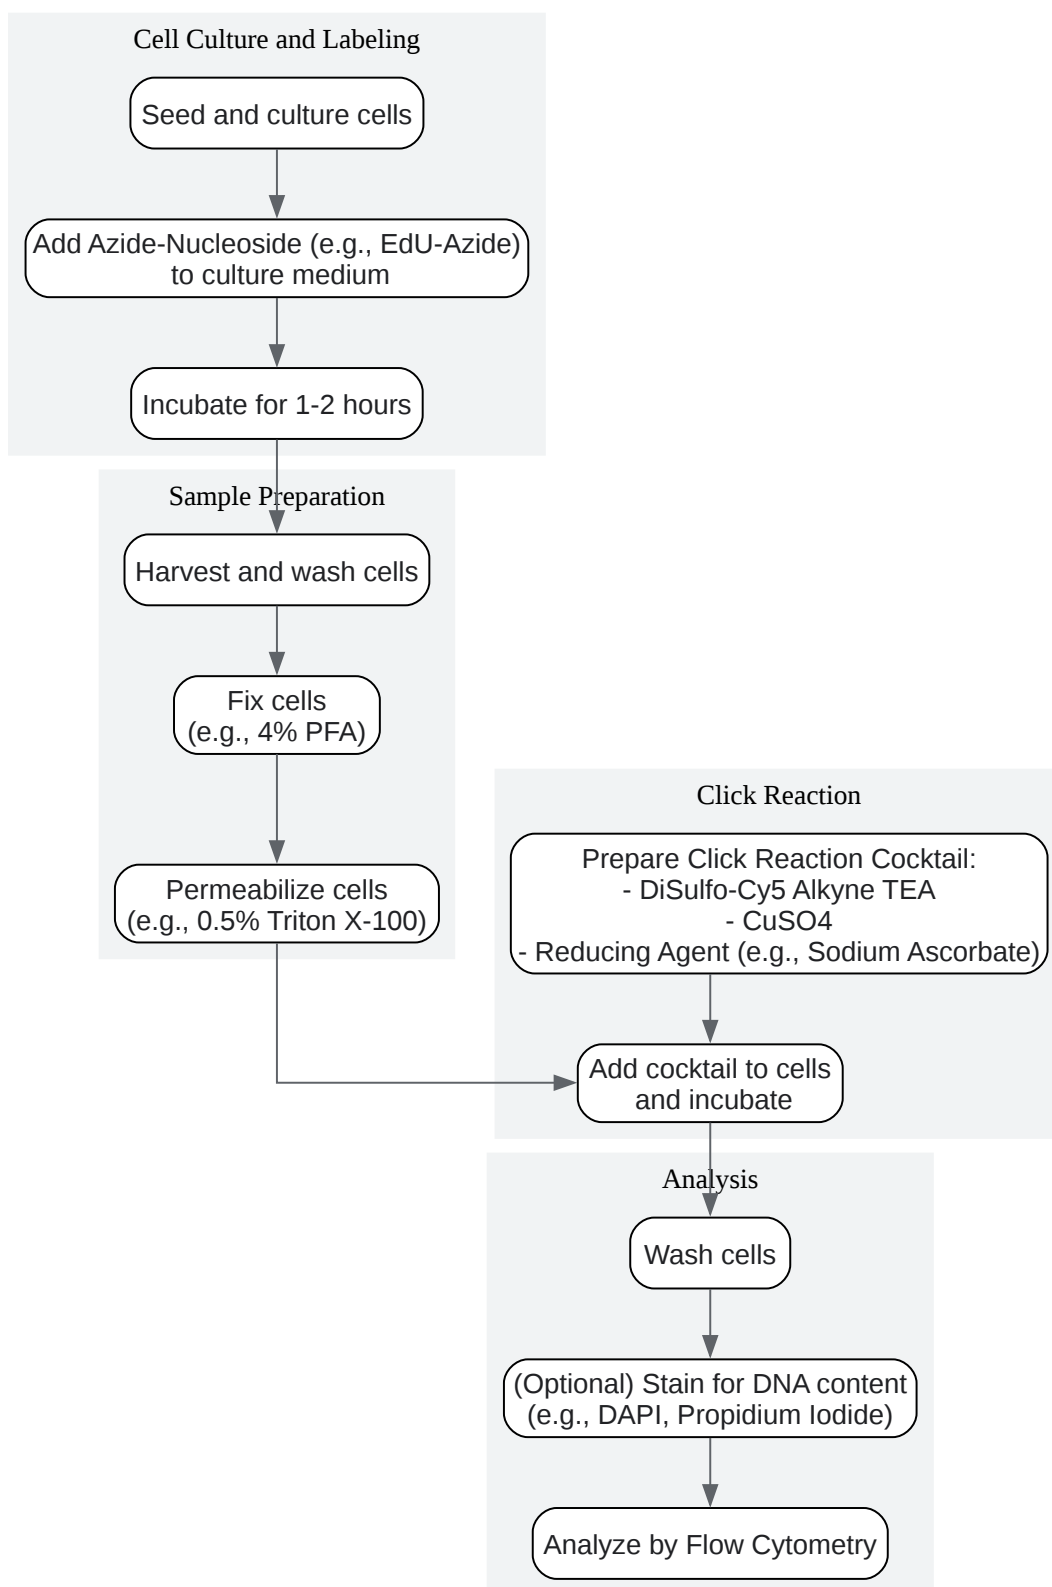 Cell Culture and Labeling
Seed and culture cells
Add Azide-Nucleoside (e.g., EdU-Azide)
to culture medium
Incubate for 1-2 hours
Sample Preparation
Harvest and wash cells
Fix cells
(e.g., 4% PFA)
Permeabilize cells
(e.g., 0.5% Triton X-100)
Click Reaction
Prepare Click Reaction Cocktail:
- DiSulfo-Cy5 Alkyne TEA
- CuSO4
- Reducing Agent (e.g., Sodium Ascorbate)
Add cocktail to cells
and incubate
Analysis
Wash cells
(Optional) Stain for DNA content
(e.g., DAPI, Propidium Iodide)
Analyze by Flow Cytometry